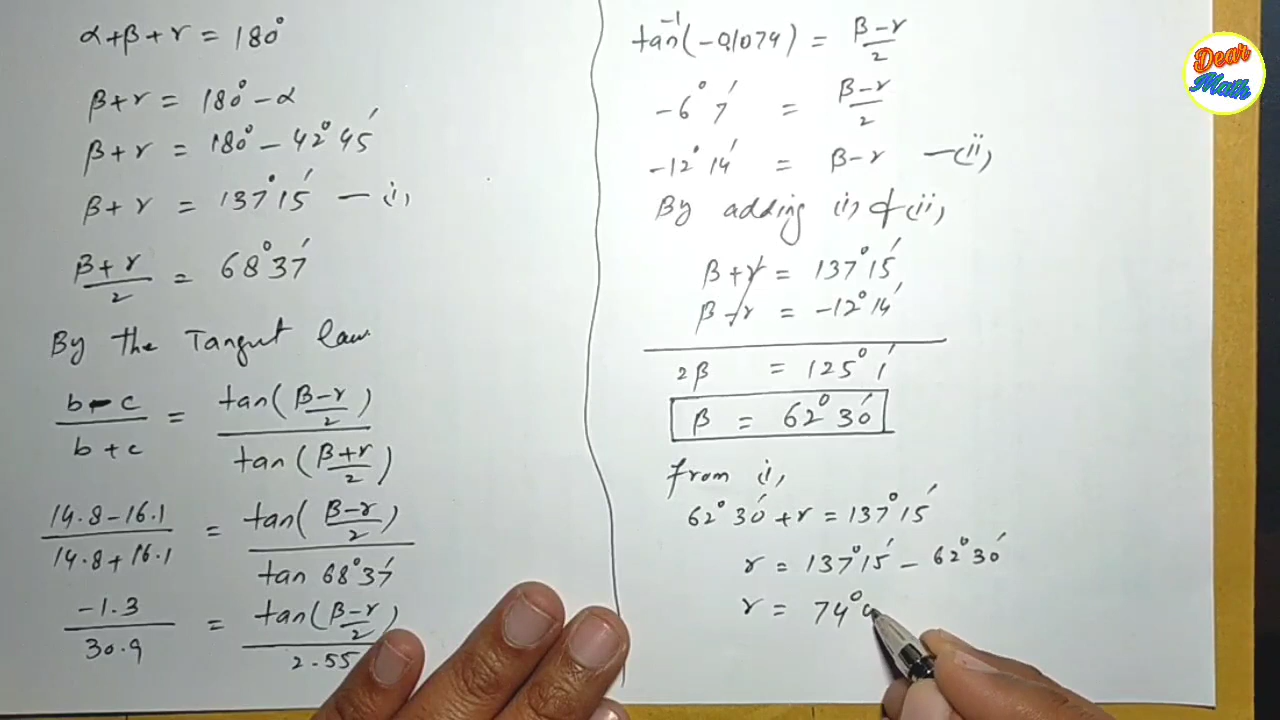 α+β+γ = 180°
β+γ = 180° - α
β+γ = 180° - 42°45'
β+γ = 137°15' — (i)
β+γ/2 = 68°37'
By the Tangent law.
b-c/b+c = tan(β-γ/2)/tan(β+γ/2)
14.8-16.1/14.8+16.1 = tan(β-γ/2)/tan 68°37'
-1.3/30.9 = tan(β-γ/2)/2.55
tan⁻¹(-0.1074) = β-γ/2
-6°7' = β-γ/2
-12°14' = β-γ — (ii)
By adding (i) & (ii)
β+γ = 137°15'
β-γ = -12°14'
2β = 125°1'
β = 62°30'
from (i)
62°30' + γ = 137°15'
γ = 137°15' - 62°30'
γ = 74°
Dear
Math